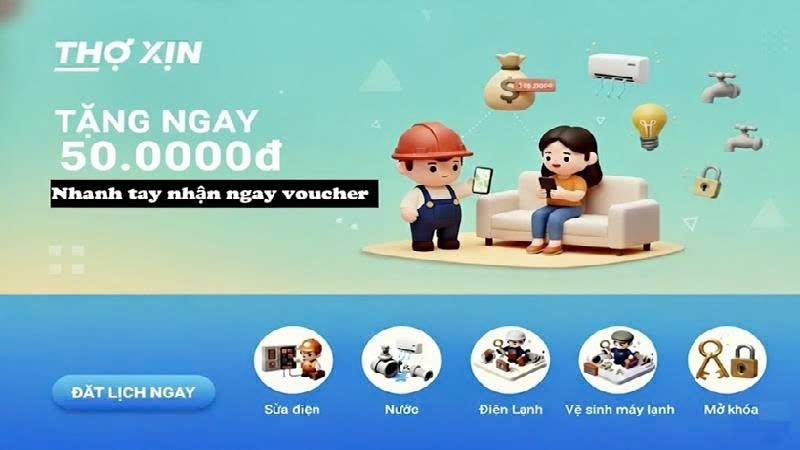 THỢ XỊN
TẶNG NGAY
50.0000đ
Nhanh tay nhận ngay voucher
ĐẶT LỊCH NGAY
Sửa điện
Nước
Điện Lạnh
Vệ sinh máy lạnh
Mở khóa